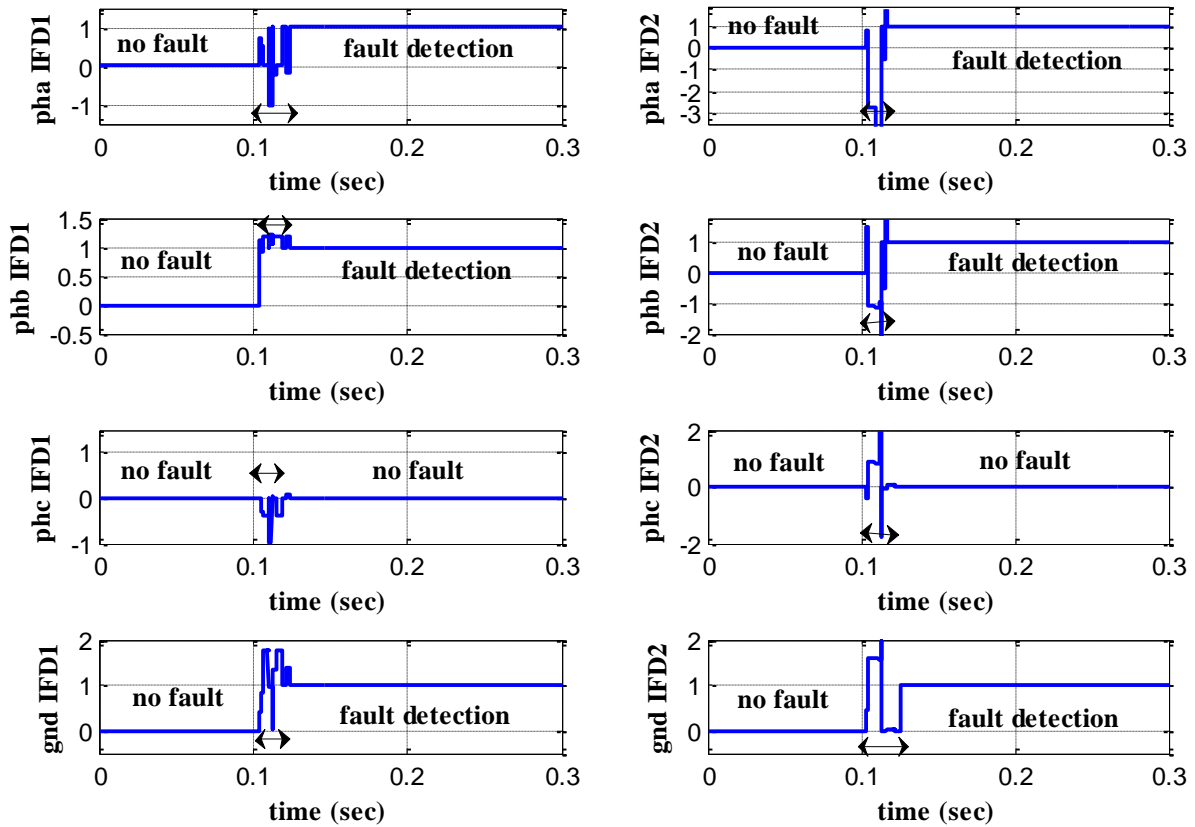 pha IFD1
1
0
-1
no fault
fault detection
0
0.1
0.2
0.3
time (sec)
pha IFD2
1
0
-1
-2
-3
no fault
fault detection
0
0.1
0.2
0.3
time (sec)
phb IFD1
1.5
1
0.5
0
-0.5
no fault
fault detection
0
0.1
0.2
0.3
time (sec)
phb IFD2
1
0
-1
-2
no fault
fault detection
0
0.1
0.2
0.3
time (sec)
phc IFD1
1
0
-1
no fault
no fault
0
0.1
0.2
0.3
time (sec)
phc IFD2
2
0
-2
no fault
no fault
0
0.1
0.2
0.3
time (sec)
gnd IFD1
2
1
0
no fault
fault detection
0
0.1
0.2
0.3
time (sec)
gnd IFD2
2
1
0
no fault
fault detection
0
0.1
0.2
0.3
time (sec)